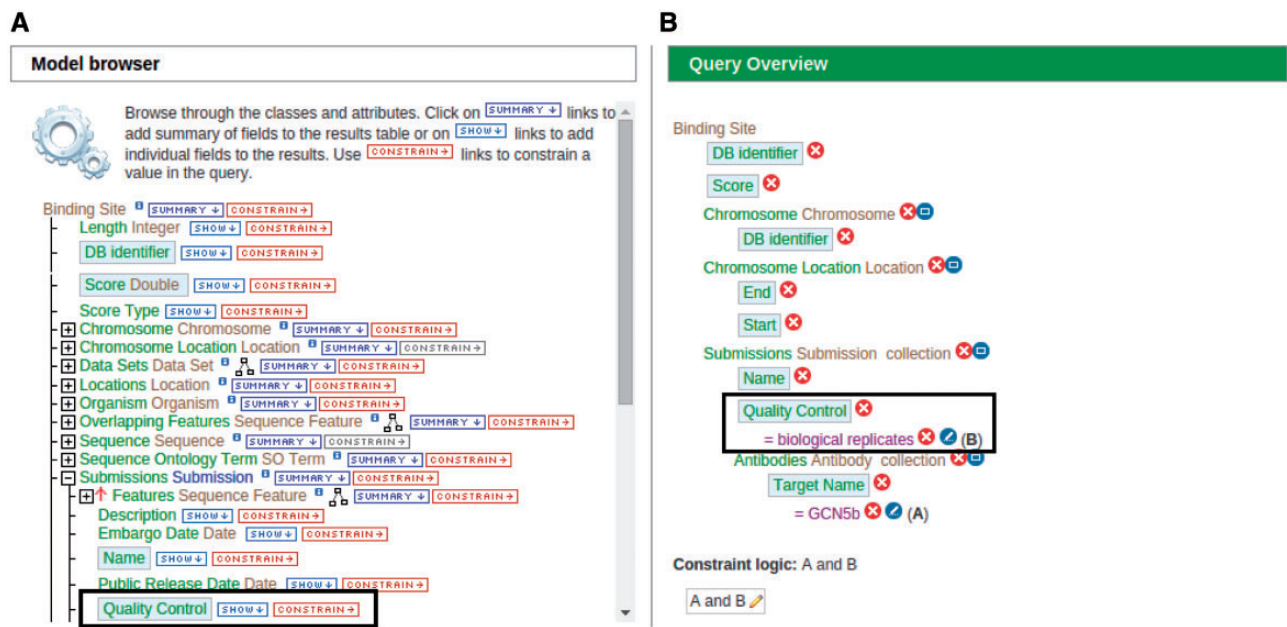 A
Model browser
Browse through the classes and attributes. Click on SUMMARY ↓ links to
add summary of fields to the results table or on SHOW ↓ links to add
individual fields to the results. Use CONSTRAIN → links to constrain a
value in the query.
Binding Site i SUMMARY ↓ CONSTRAIN →
Length Integer SHOW ↓ CONSTRAIN →
DB identifier SHOW ↓ CONSTRAIN →
Score Double SHOW ↓ CONSTRAIN →
Score Type SHOW ↓ CONSTRAIN →
Chromosome Chromosome i SUMMARY ↓ CONSTRAIN →
Chromosome Location Location i SUMMARY ↓ CONSTRAIN →
Data Sets Data Set i SUMMARY ↓ CONSTRAIN →
Locations Location i SUMMARY ↓ CONSTRAIN →
Organism Organism i SUMMARY ↓ CONSTRAIN →
Overlapping Features Sequence Feature i SUMMARY ↓ CONSTRAIN →
Sequence Sequence i SUMMARY ↓ CONSTRAIN →
Sequence Ontology Term SO Term i SUMMARY ↓ CONSTRAIN →
Submissions Submission i SUMMARY ↓ CONSTRAIN →
Features Sequence Feature i SUMMARY ↓ CONSTRAIN →
Description SHOW ↓ CONSTRAIN →
Embargo Date Date SHOW ↓ CONSTRAIN →
Name SHOW ↓ CONSTRAIN →
Public Release Date Date SHOW ↓ CONSTRAIN →
Quality Control SHOW ↓ CONSTRAIN →
B
Query Overview
Binding Site
DB identifier
Score
Chromosome Chromosome
DB identifier
Chromosome Location Location
End
Start
Submissions Submission collection
Name
Quality Control
= biological replicates (B)
Antibodies Antibody collection
Target Name
= GCN5b (A)
Constraint logic: A and B
A and B